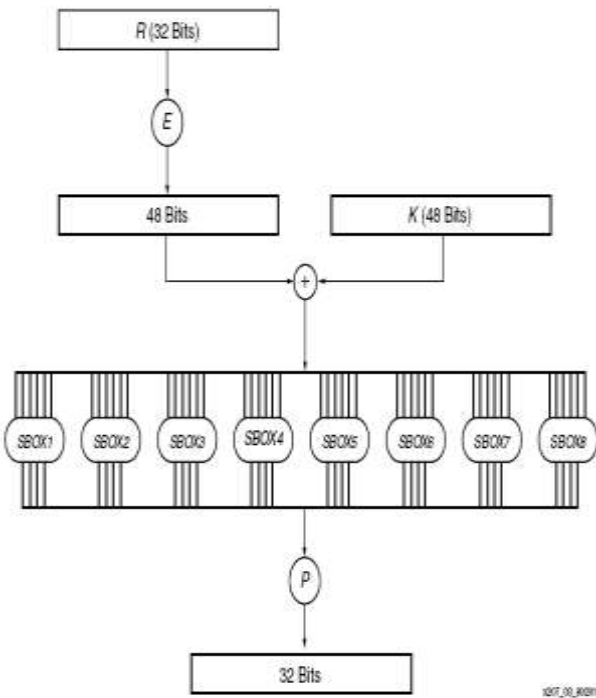 R (32 Bits)
E
48 Bits
K (48 Bits)
+
SBOX1 SBOX2 SBOX3 SBOX4 SBOX5 SBOX6 SBOX7 SBOX8
P
32 Bits